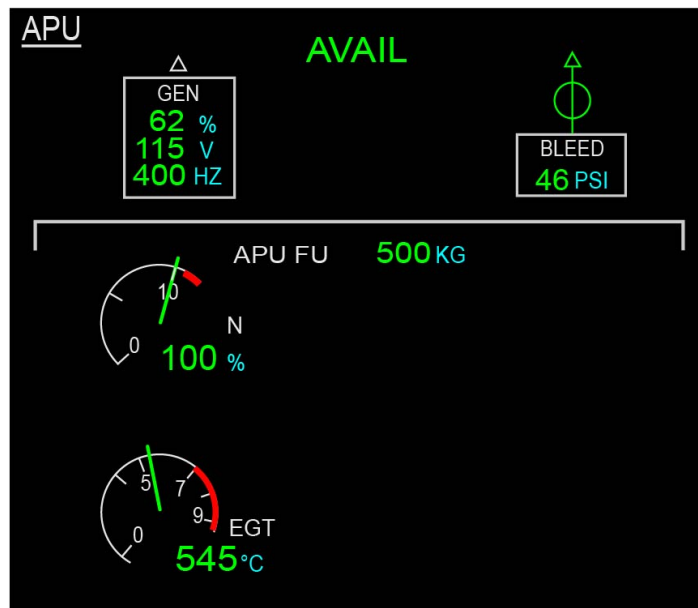 APU
AVAIL
GEN
62 %
115 V
400 HZ
BLEED
46 PSI
APU FU 500 KG
10
0
N
100 %
5
7
9
0
EGT
545 °C